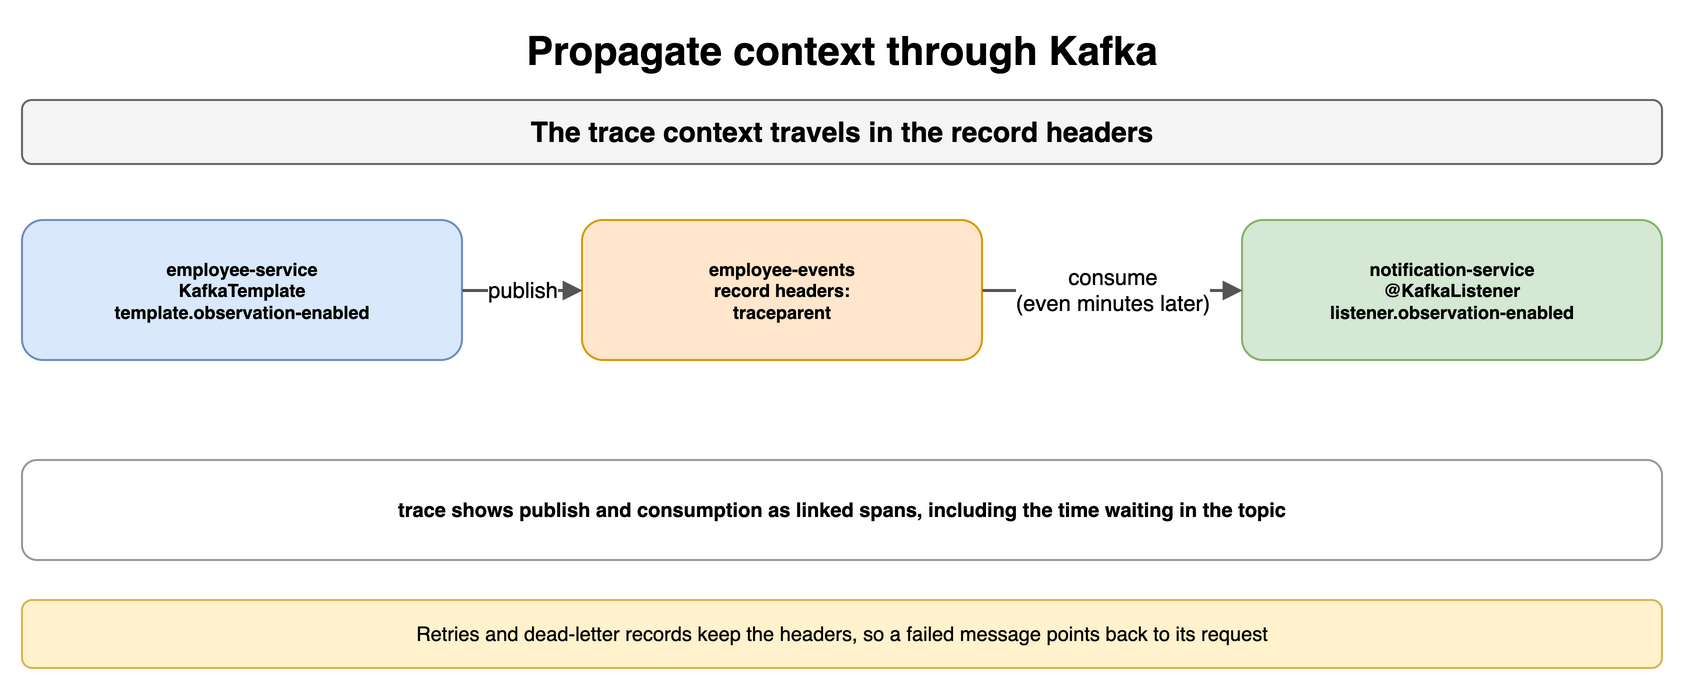 Propagate context through Kafka
The trace context travels in the record headers
employee-service
KafkaTemplate
template.observation-enabled
publish
employee-events
record headers:
traceparent
consume
(even minutes later)
notification-service
@KafkaListener
listener.observation-enabled
trace shows publish and consumption as linked spans, including the time waiting in the topic
Retries and dead-letter records keep the headers, so a failed message points back to its request